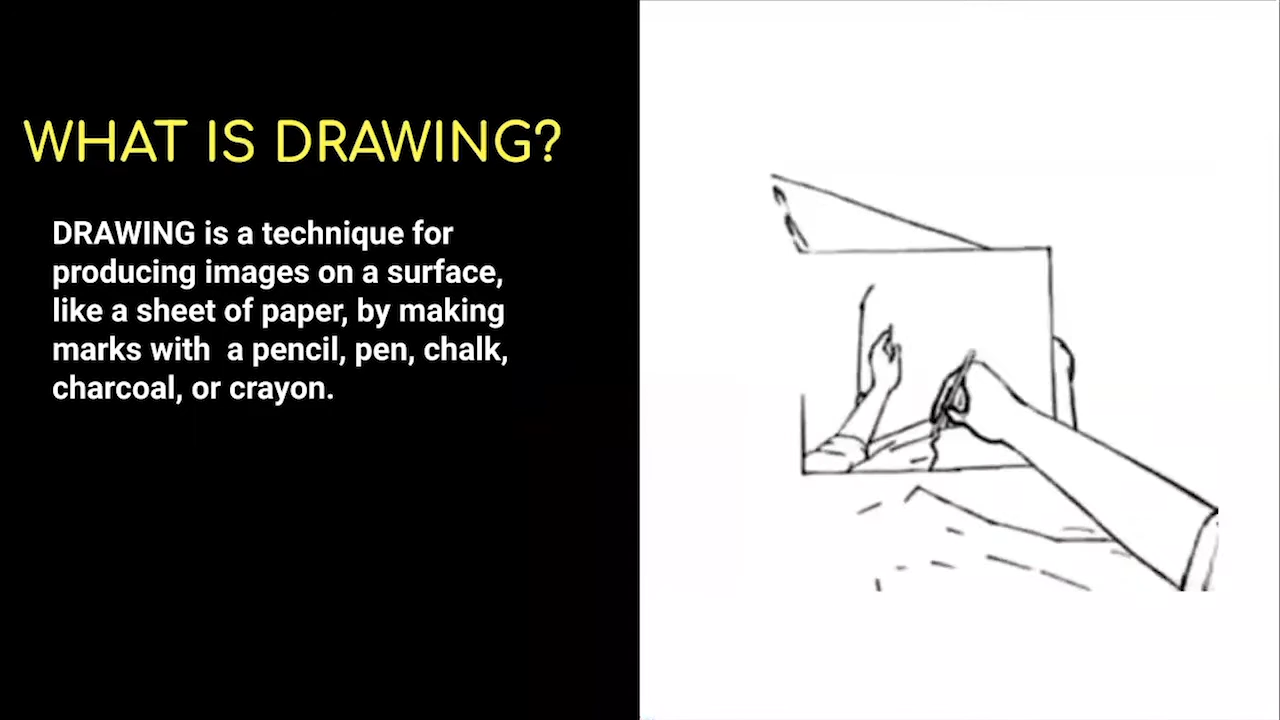 WHAT IS DRAWING?
DRAWING is a technique for
producing images on a surface,
like a sheet of paper, by making
marks with  a pencil, pen, chalk,
charcoal, or crayon.